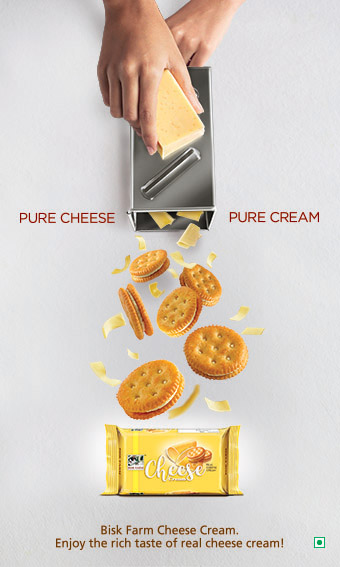 PURE CHEESE
PURE CREAM
Cheese
Bisk Farm Cheese Cream.
Enjoy the rich taste of real cheese cream!